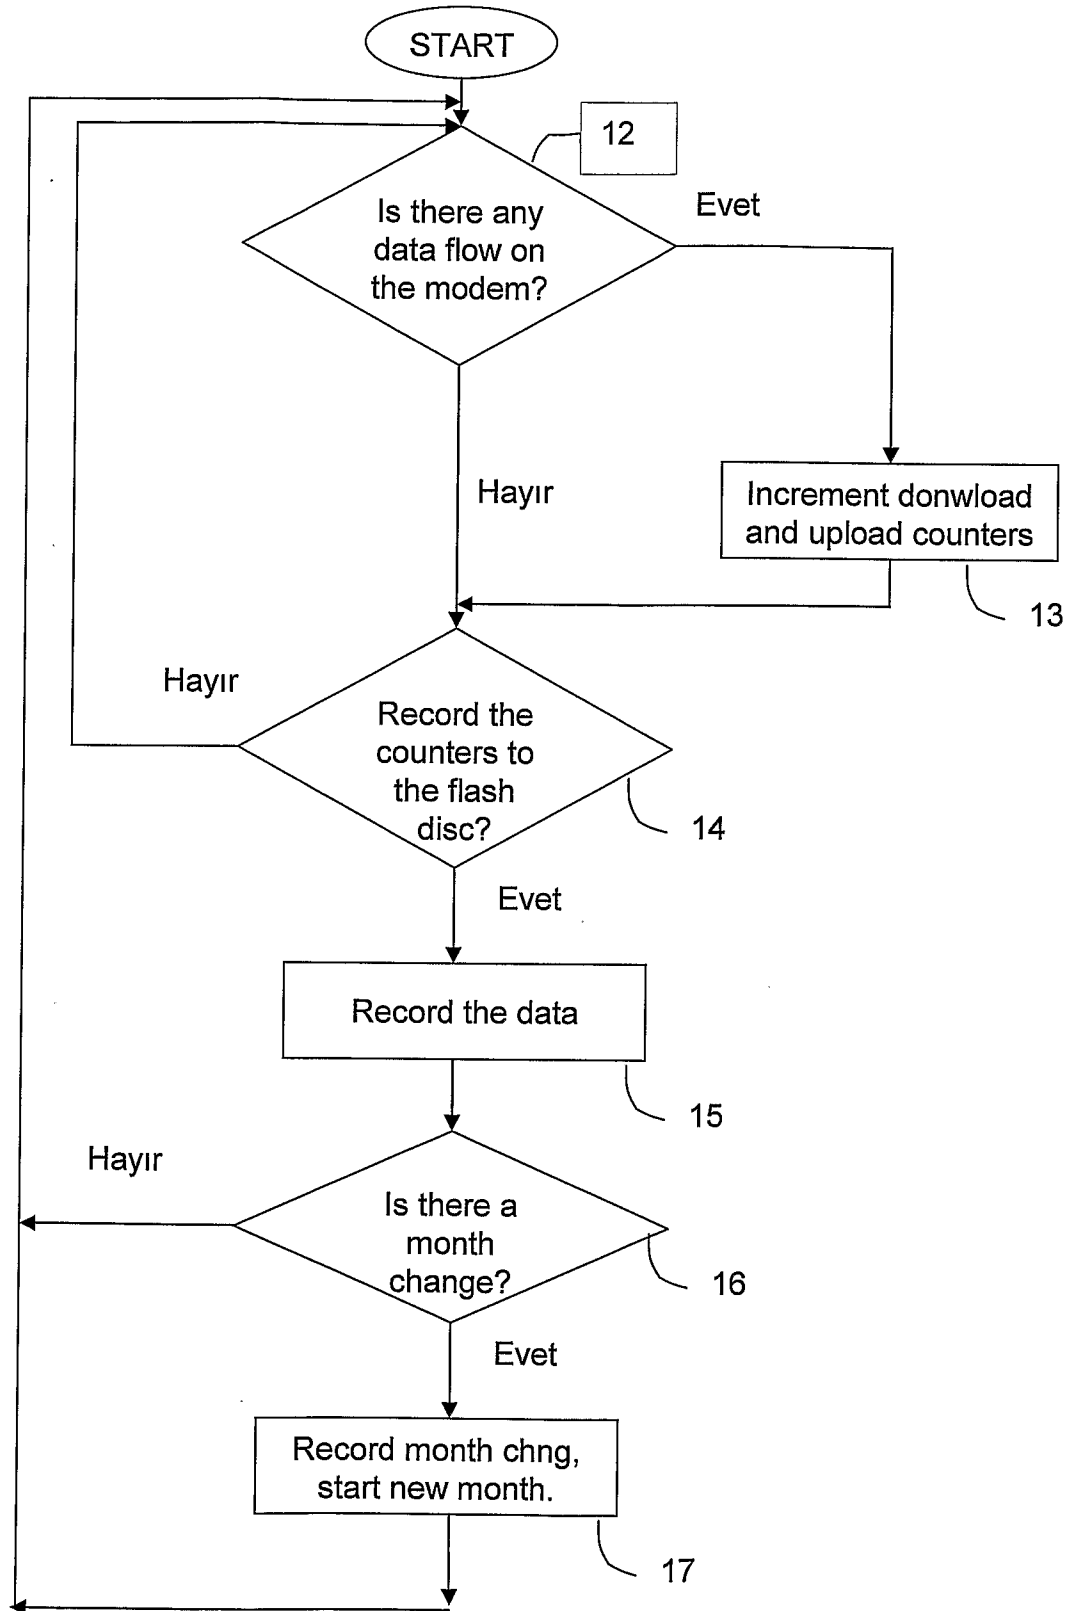 START
12
Is there any
data flow on
the modem?
Evet
Hayır
Increment donwload
and upload counters
13
Hayır
Record the
counters to
the flash
disc?
14
Evet
Record the data
15
Hayır
Is there a
month
change?
16
Evet
Record month chng,
start new month.
17